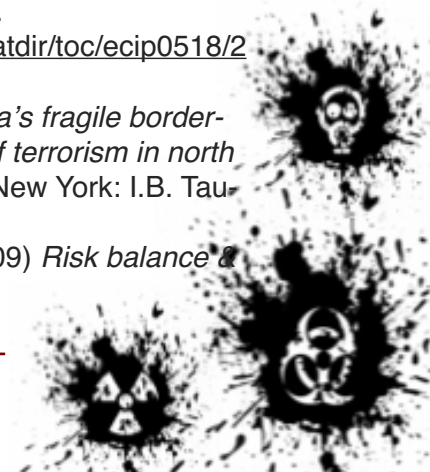 atdir/toc/ecip0518/2
a's fragile border-
f terrorism in north
New York: I.B. Tau-
09) Risk balance &